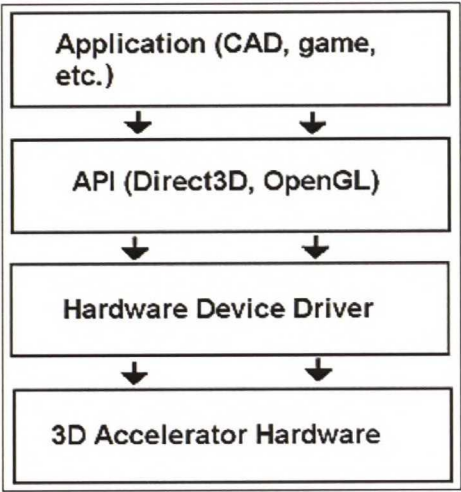 Application (CAD, game,
etc.)
API (Direct3D, OpenGL)
Hardware Device Driver
3D Accelerator Hardware